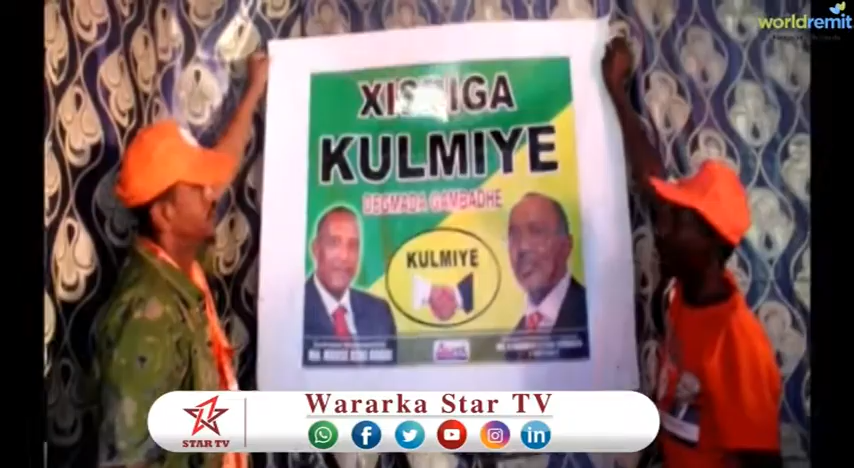 worldremit
XISBIGA
KULMIYE
DEGMADA GAMBADHE
KULMIYE
STAR TV
Wararka Star TV